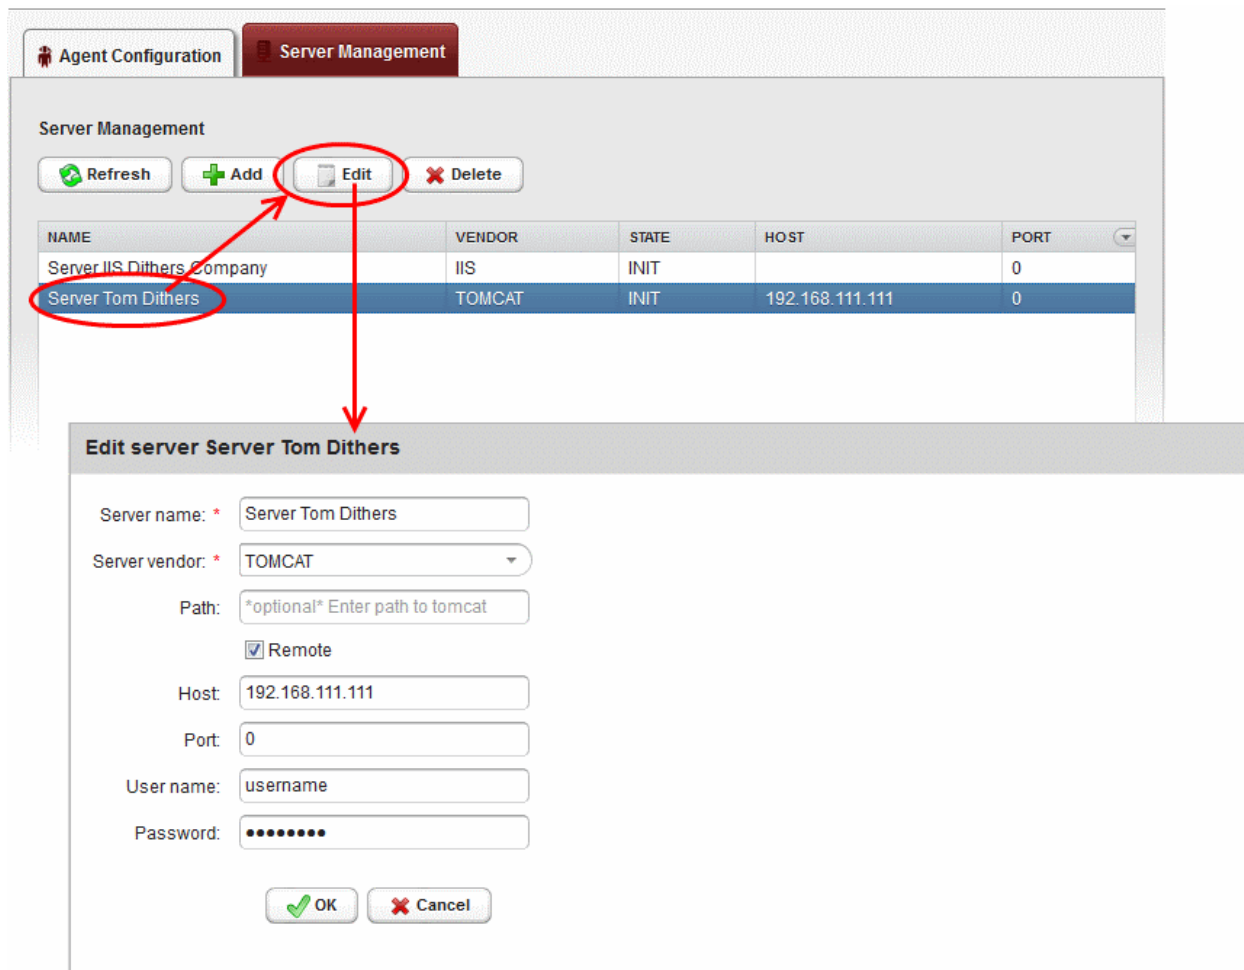 Agent Configuration Server Management
Server Management
Refresh Add Edit Delete
NAME VENDOR STATE HOST PORT
Server IIS Dithers Company IIS INIT 0
Server Tom Dithers TOMCAT INIT 192.168.111.111 0
Edit server Server Tom Dithers
Server name: * Server Tom Dithers
Server vendor: * TOMCAT
Path: *optional* Enter path to tomcat
Remote
Host: 192.168.111.111
Port: 0
User name: username
Password: ●●●●●●●●
OK Cancel